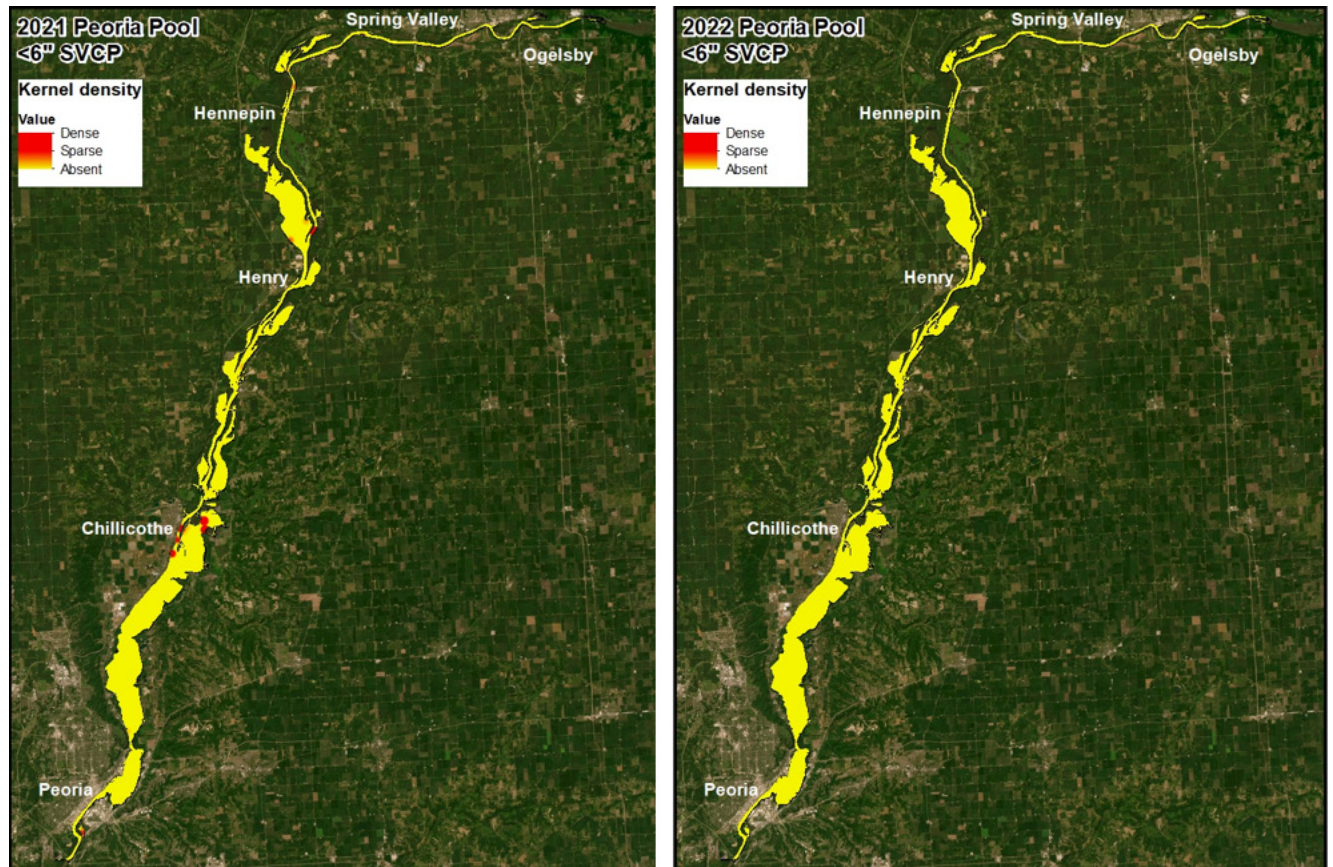 2021 Peoria Pool
<6" SVCP
Kernel density
Value
Dense
Sparse
Absent
Spring Valley
Ogelsby
Hennepin
Henry
Chillicothe
Peoria
2022 Peoria Pool
<6" SVCP
Kernel density
Value
Dense
Sparse
Absent
Spring Valley
Ogelsby
Hennepin
Henry
Chillicothe
Peoria